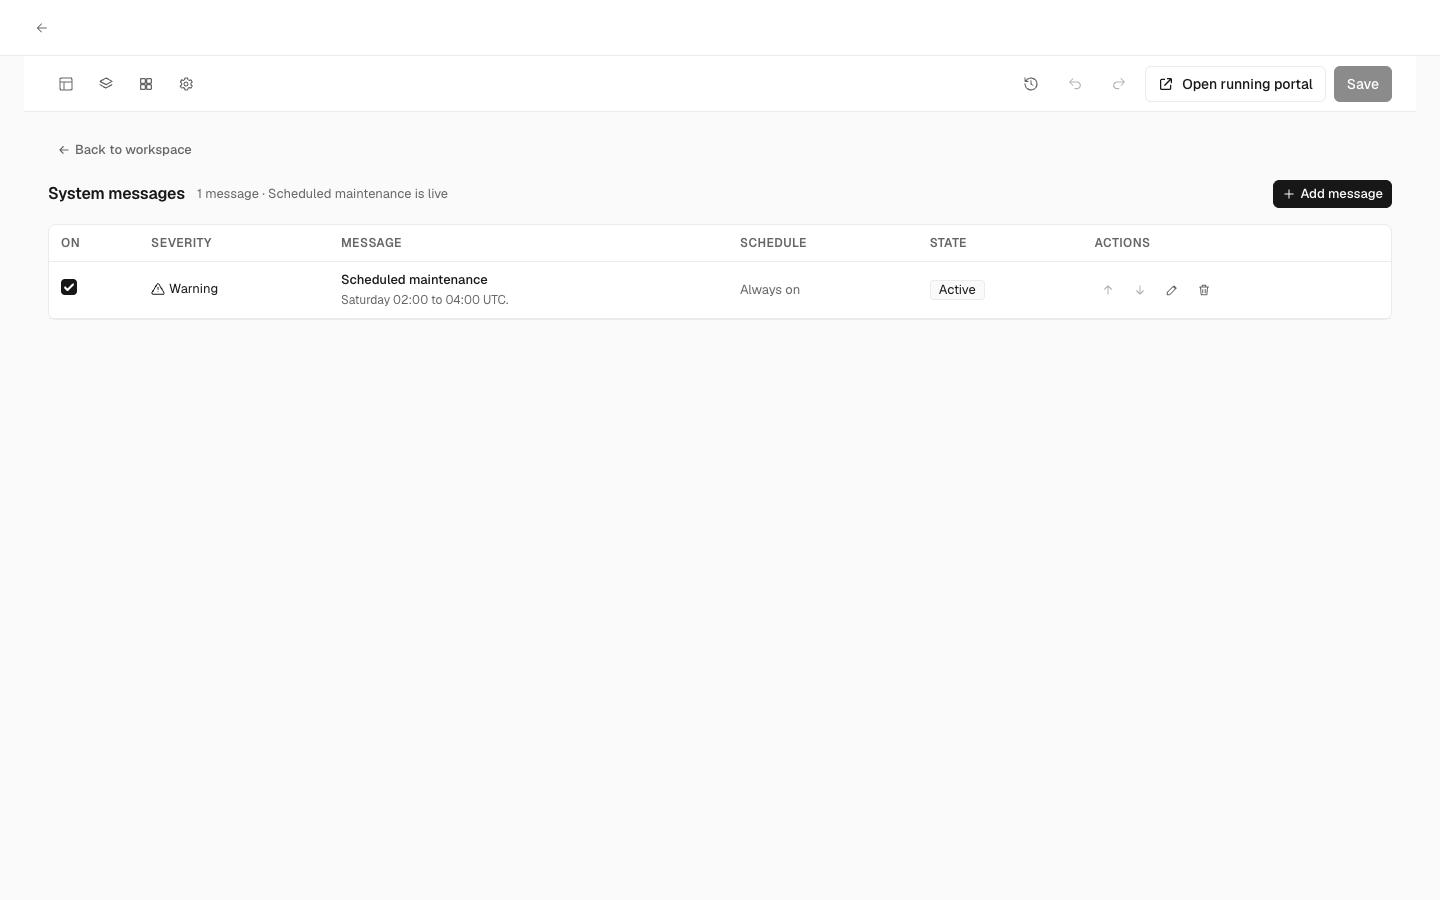 Open running portal
Save
Back to workspace
System messages
1 message · Scheduled maintenance is live
Add message
ON
SEVERITY
MESSAGE
SCHEDULE
STATE
ACTIONS
Warning
Scheduled maintenance
Saturday 02:00 to 04:00 UTC.
Always on
Active